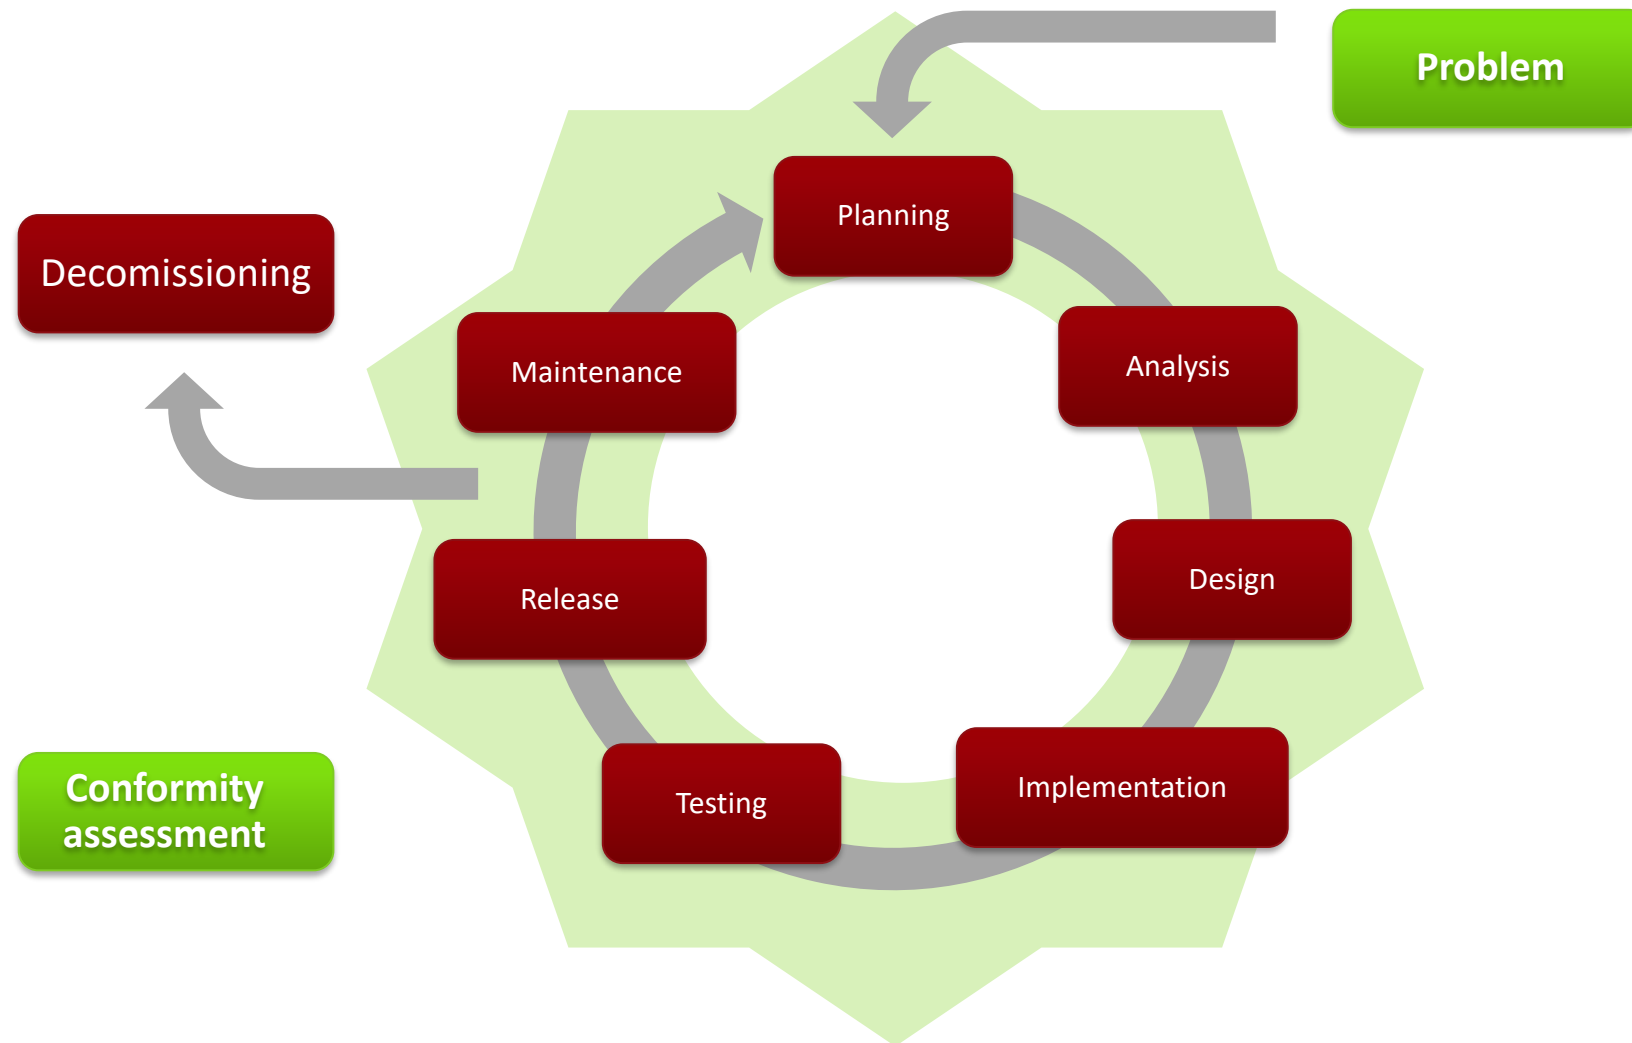 Problem
Planning
Decomissioning
Analysis
Maintenance
Design
Release
Implementation
Testing
Conformity
assessment